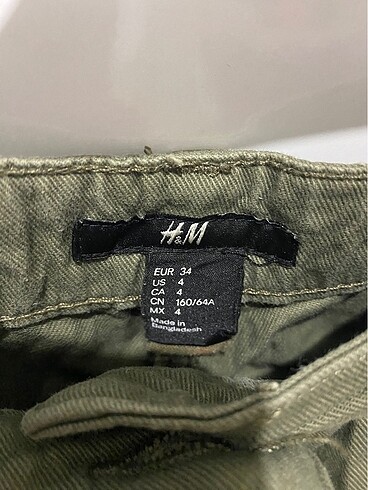 H&M
EUR 34
US 4
CA 4
CN 160/64A
MX 4
Made in
Bangladesh